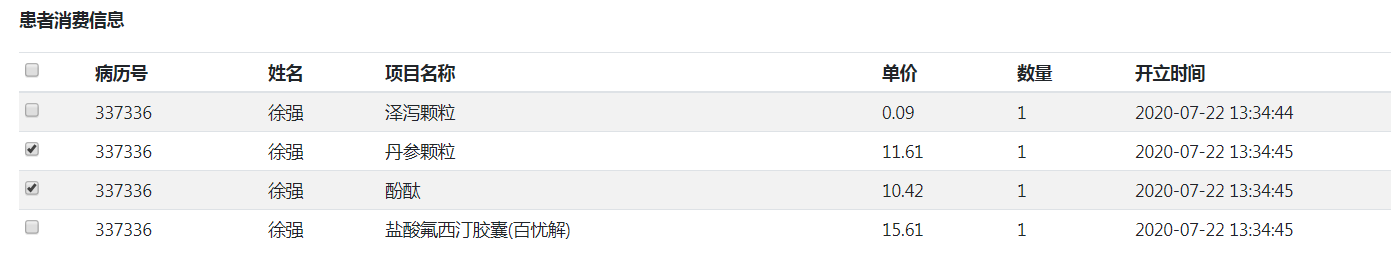 患者消费信息
病历号 姓名 项目名称 单价 数量 开立时间
337336 徐强 泽泻颗粒 0.09 1 2020-07-22 13:34:44
337336 徐强 丹参颗粒 11.61 1 2020-07-22 13:34:45
337336 徐强 酚酞 10.42 1 2020-07-22 13:34:45
337336 徐强 盐酸氟西汀胶囊(百忧解) 15.61 1 2020-07-22 13:34:45